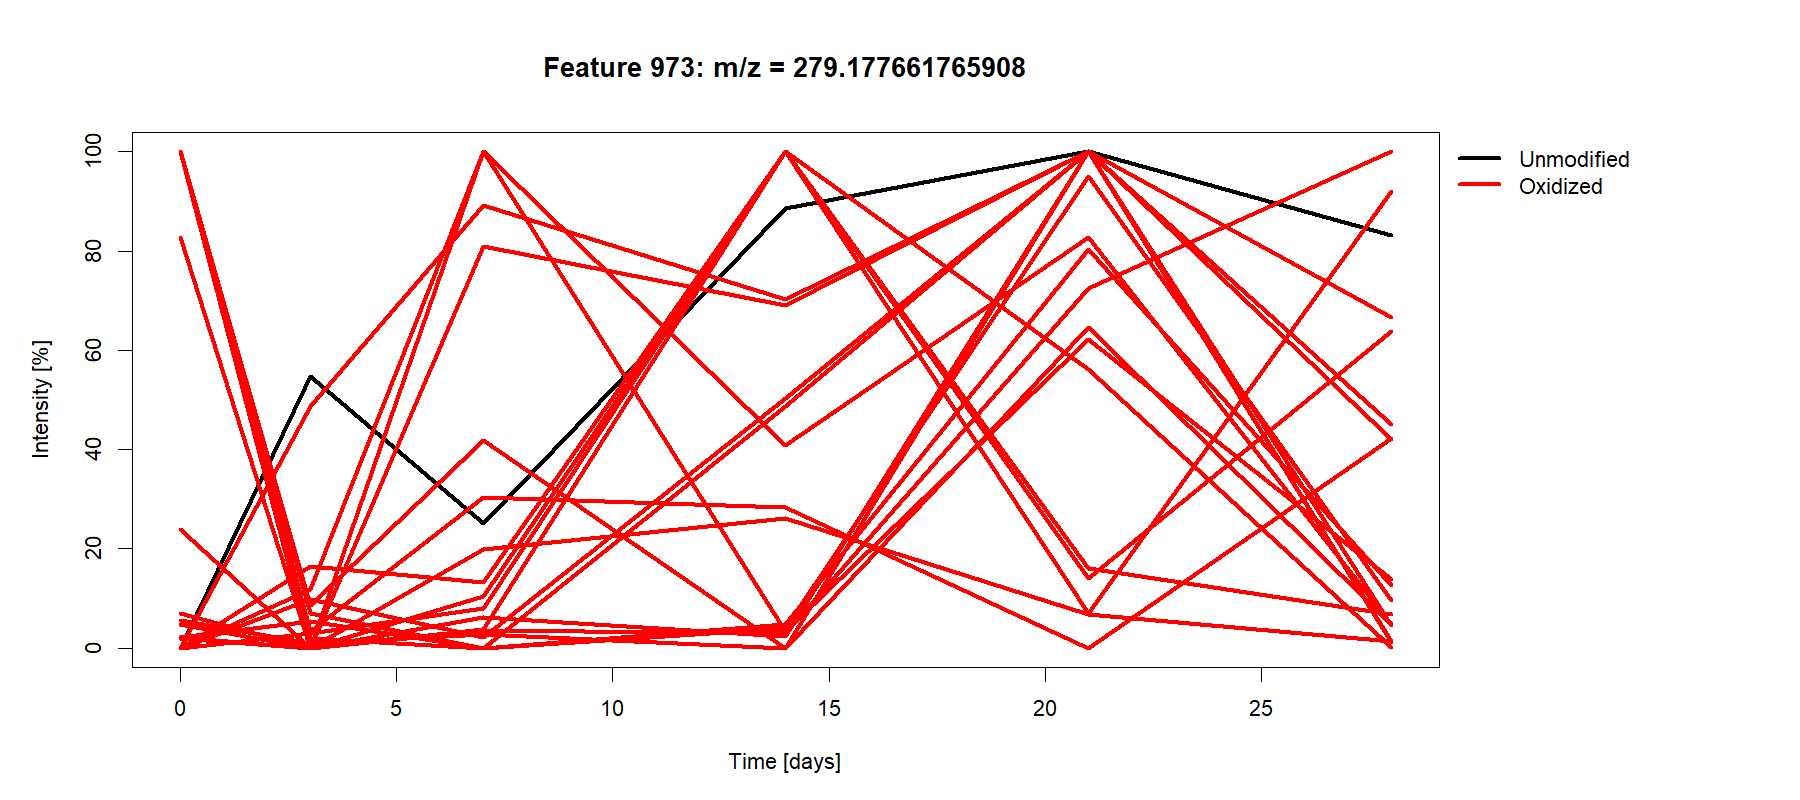 Feature 973: m/z = 279.177661765908
Unmodified
Oxidized
100
80
60
40
20
0
Intensity [%]
0 5 10 15 20 25
Time [days]